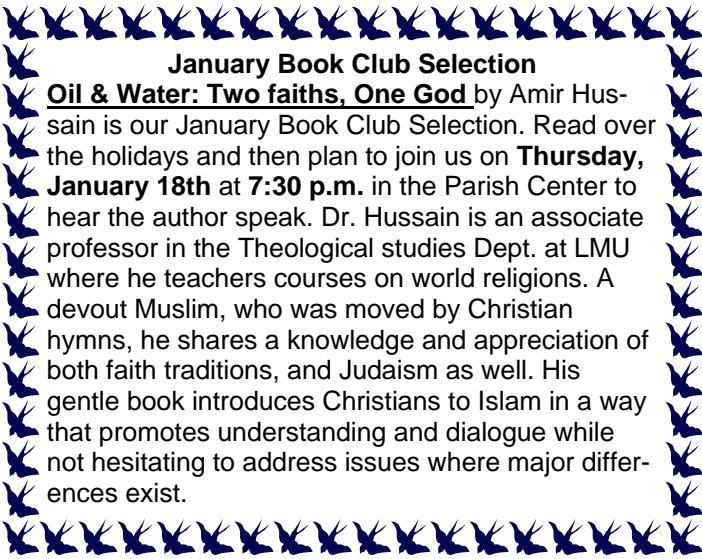 January Book Club Selection
Oil & Water: Two faiths, One God by Amir Hus-
sain is our January Book Club Selection. Read over
the holidays and then plan to join us on Thursday,
January 18th at 7:30 p.m. in the Parish Center to
hear the author speak. Dr. Hussain is an associate
professor in the Theological studies Dept. at LMU
where he teachers courses on world religions. A
devout Muslim, who was moved by Christian
hymns, he shares a knowledge and appreciation of
both faith traditions, and Judaism as well. His
gentle book introduces Christians to Islam in a way
that promotes understanding and dialogue while
not hesitating to address issues where major differ-
ences exist.